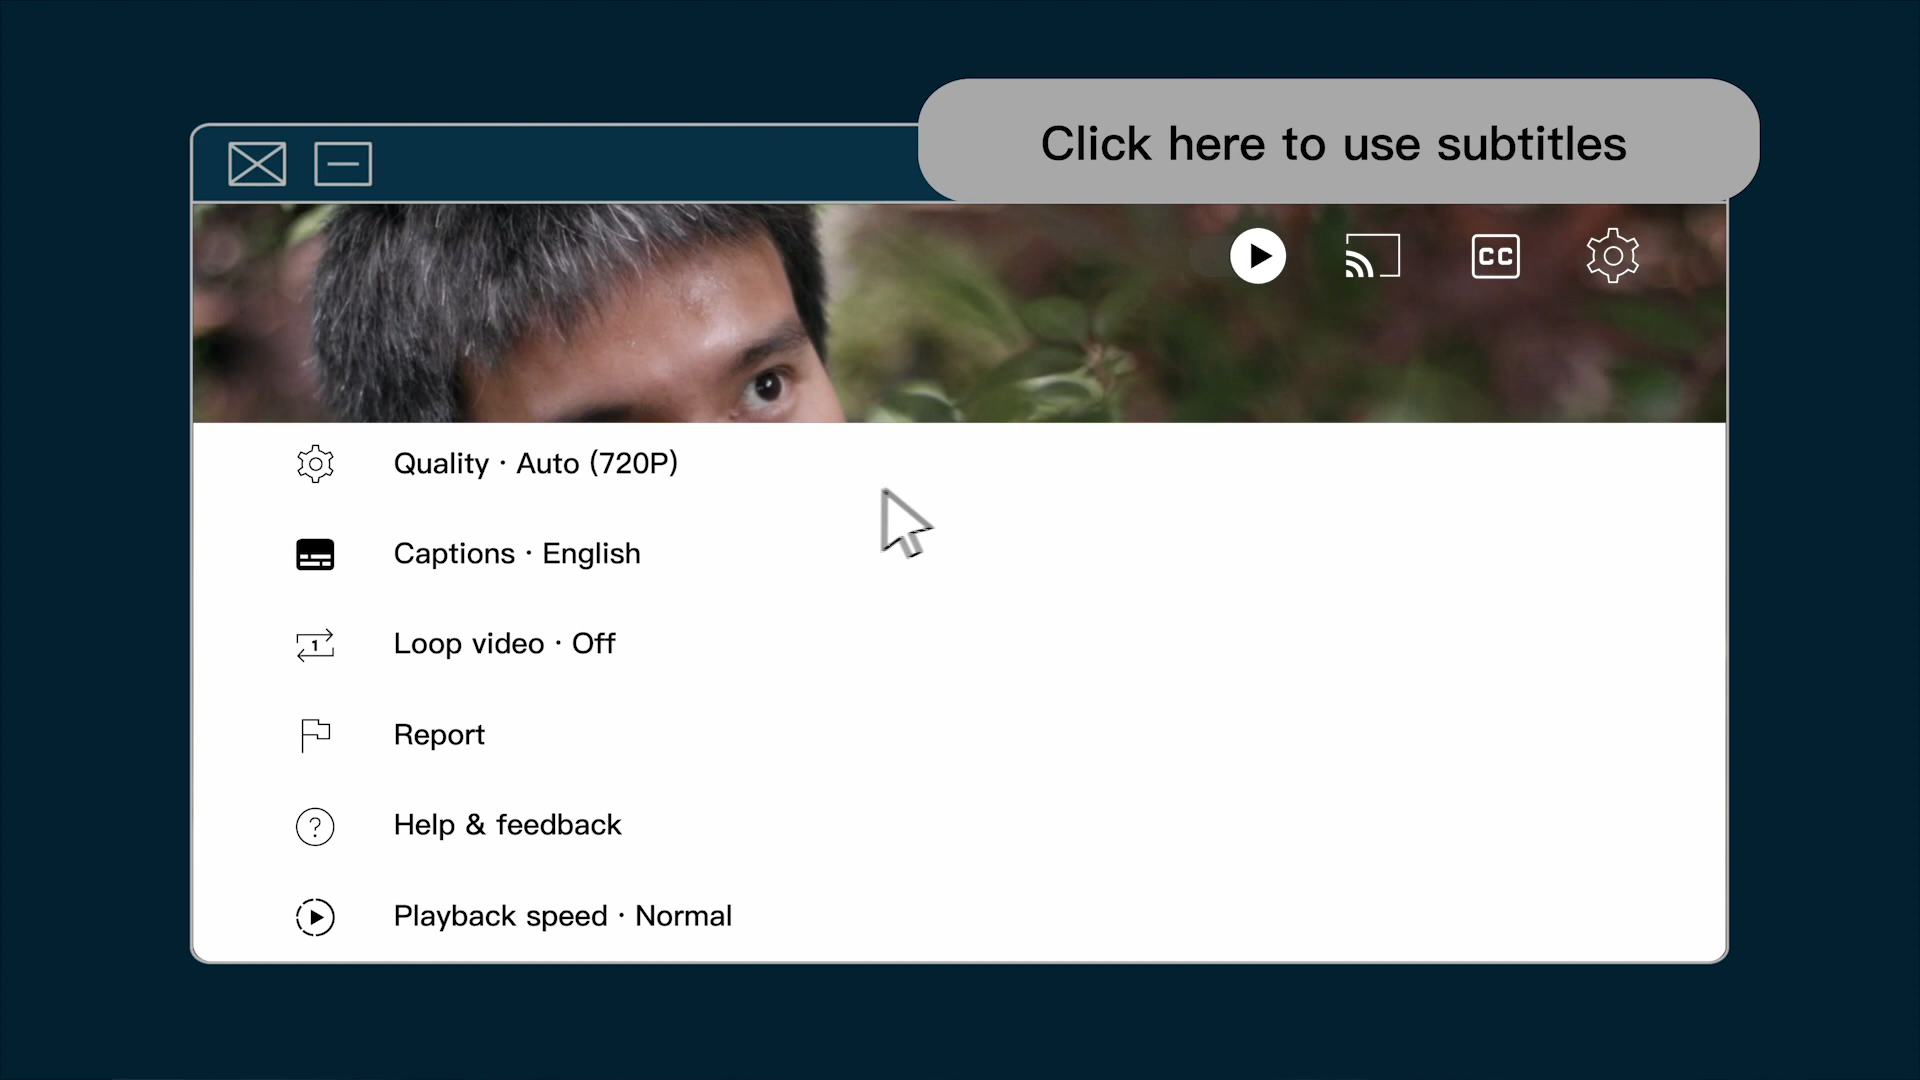 Click here to use subtitles
CC
Quality · Auto (720P)
Captions · English
1
Loop video · Off
Report
?
Help & feedback
Playback speed · Normal